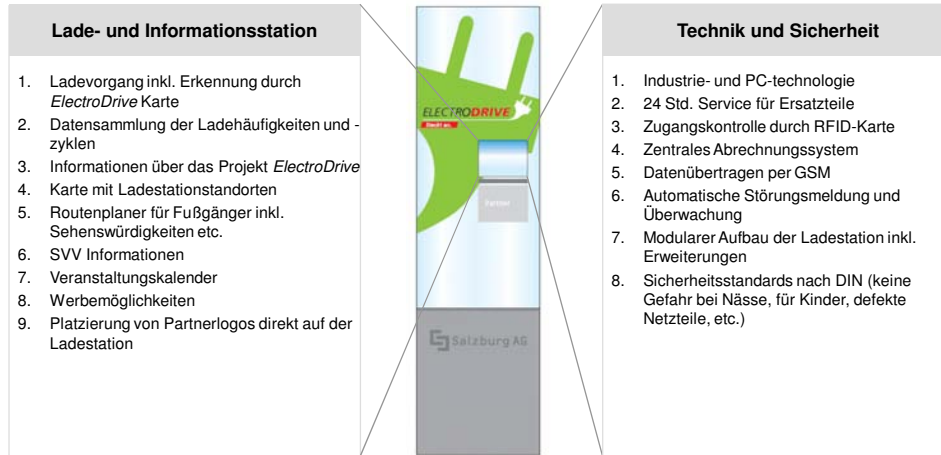 Lade- und Informationsstation
1. Ladevorgang inkl. Erkennung durch
ElectroDrive Karte
2. Datensammlung der Ladehäufigkeiten und -
zyklen
3. Informationen über das Projekt ElectroDrive
4. Karte mit Ladestationstandorten
5. Routenplaner für Fußgänger inkl.
Sehenswürdigkeiten etc.
6. SVV Informationen
7. Veranstaltungskalender
8. Werbemöglichkeiten
9. Platzierung von Partnerlogos direkt auf der
Ladestation
ELECTRODRIVE
Steckt an.
Partner
Salzburg AG
Technik und Sicherheit
1. Industrie- und PC-technologie
2. 24 Std. Service für Ersatzteile
3. Zugangskontrolle durch RFID-Karte
4. Zentrales Abrechnungssystem
5. Datenübertragen per GSM
6. Automatische Störungsmeldung und
Überwachung
7. Modularer Aufbau der Ladestation inkl.
Erweiterungen
8. Sicherheitsstandards nach DIN (keine
Gefahr bei Nässe, für Kinder, defekte
Netzteile, etc.)